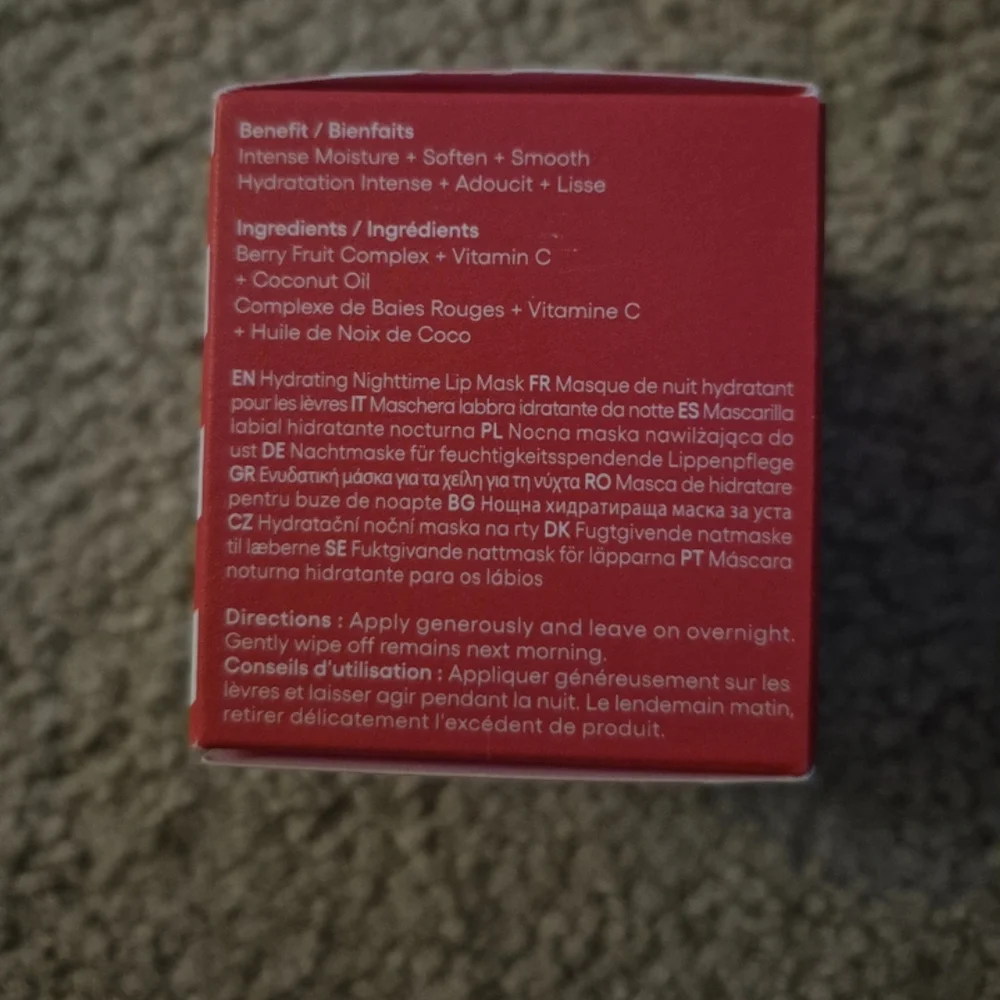 Benefit / Bienfaits
Intense Moisture + Soften + Smooth
Hydratation Intense + Adoucit + Lisse
Ingredients / Ingrédients
Berry Fruit Complex + Vitamin C
+ Coconut Oil
Complexe de Baies Rouges + Vitamine C
+ Huile de Noix de Coco
EN Hydrating Nighttime Lip Mask FR Masque de nuit hydratant
pour les lèvres IT Maschera labbra idratante da notte ES Mascarilla
labial hidratante nocturna PL Nocna maska nawilżająca do
ust DE Nachtmaske für feuchtigkeitsspendende Lippenpflege
GR Ενυδατική μάσκα για τα χείλη για τη νύχτα RO Masca de hidratare
pentru buze de noapte BG Нощна хидратираща маска за уста
CZ Hydratační noční maska na rty DK Fugtgivende natmaske
til læberne SE Fuktgivande nattmask för läpparna PT Máscara
noturna hidratante para os lábios
Directions : Apply generously and leave on overnight.
Gently wipe off remains next morning.
Conseils d'utilisation : Appliquer généreusement sur les
lèvres et laisser agir pendant la nuit. Le lendemain matin,
retirer délicatement l'excédent de produit.